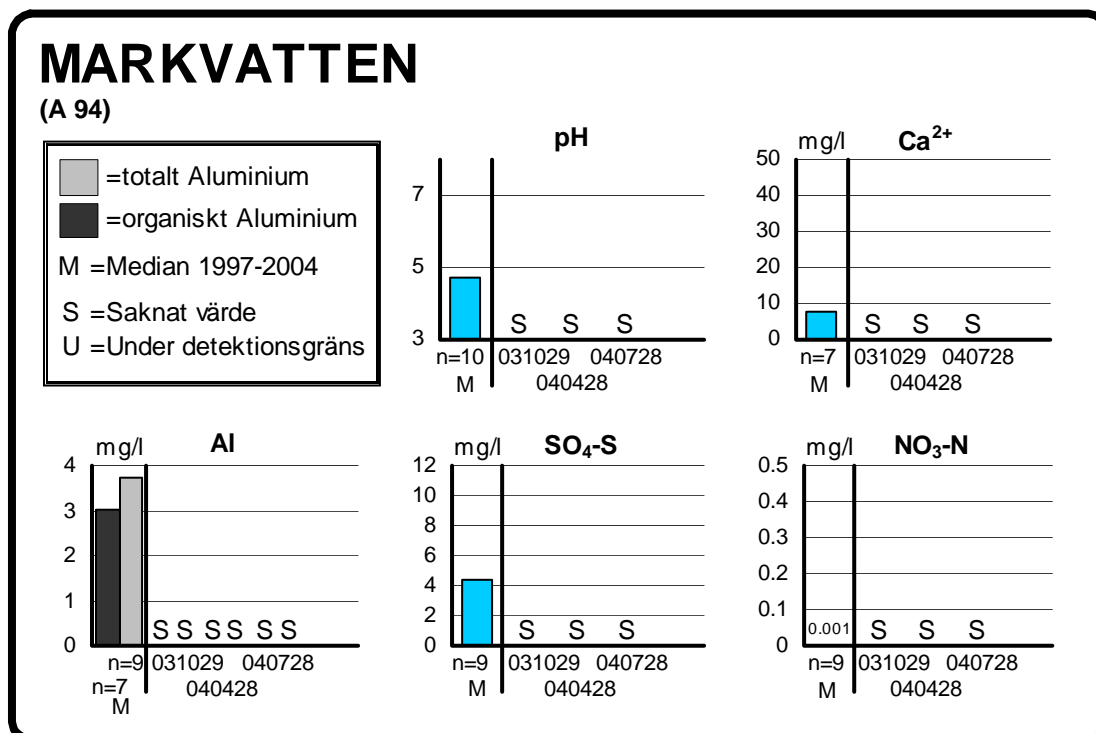 MARKVATTEN
(A 94)
=totalt Aluminium
=organiskt Aluminium
M =Median 1997-2004
S =Saknat värde
U =Under detektionsgräns
pH
7
5
3
S S S
n=10 031029 040728
M 040428
mg/l Ca²⁺
50
40
30
20
10
0
S S S
n=7 031029 040728
M 040428
mg/l Al
4
3
2
1
0
S S S S S S
n=9 031029 040728
n=7 040428
M
mg/l SO₄-S
12
10
8
6
4
2
0
S S S
n=9 031029 040728
M 040428
mg/l NO₃-N
0.5
0.4
0.3
0.2
0.1
0
0.001 S S S
n=9 031029 040728
M 040428